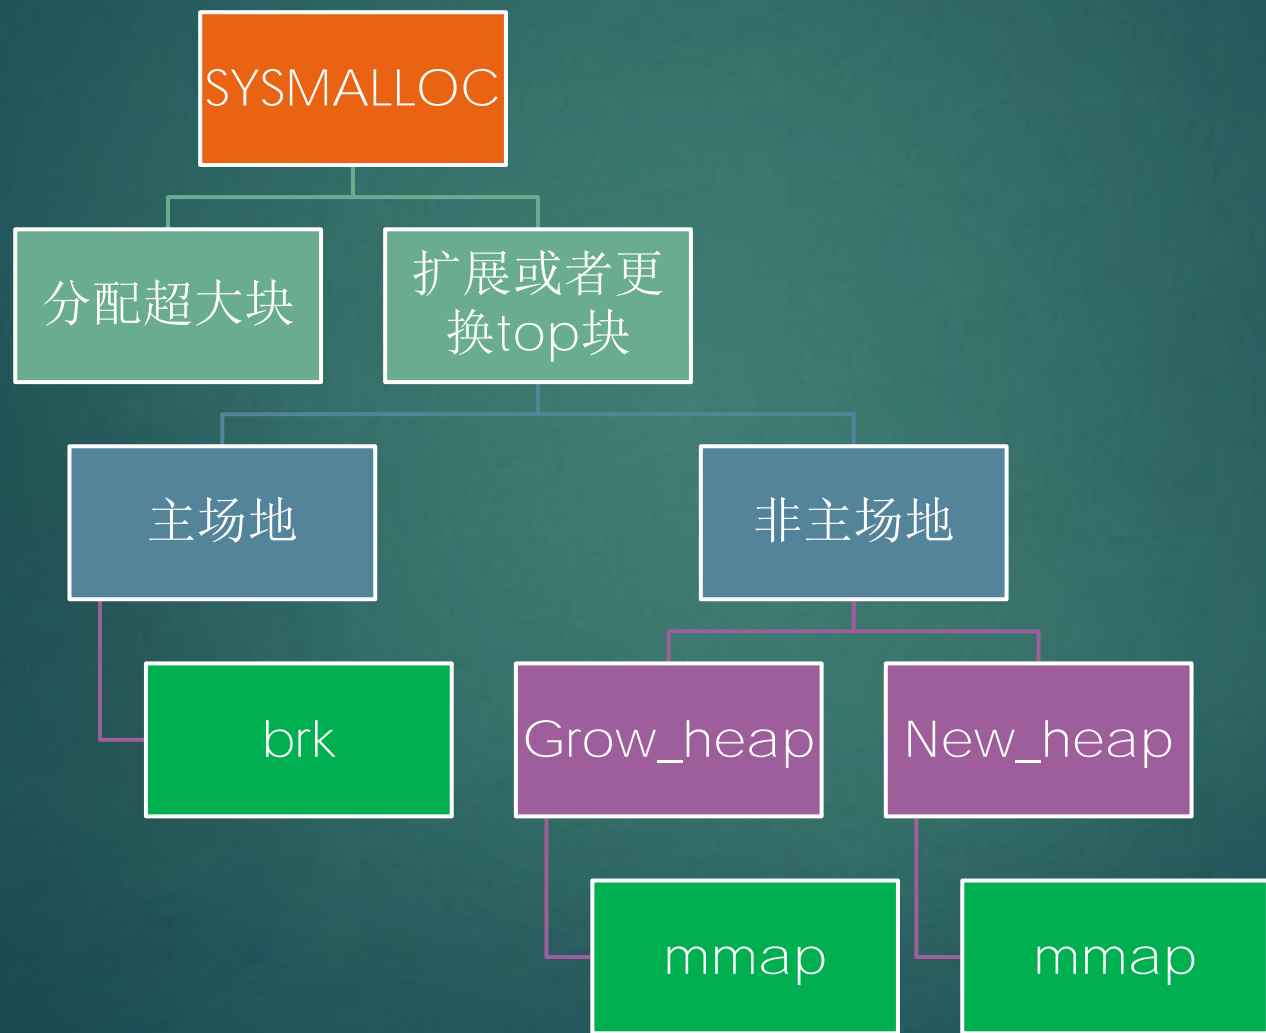 SYSMALLOC
分配超大块
扩展或者更
换top块
主场地
非主场地
brk
Grow_heap
New_heap
mmap
mmap